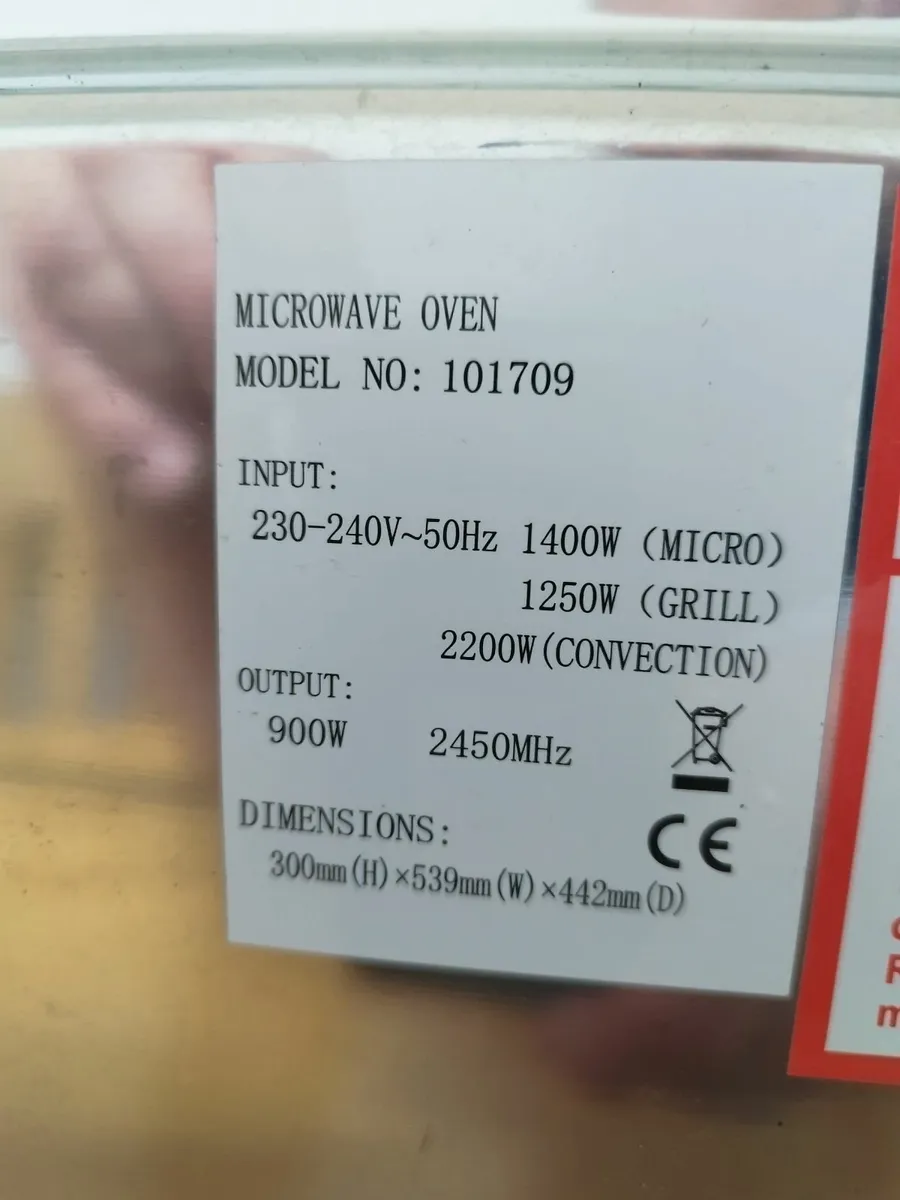 MICROWAVE OVEN
MODEL NO: 101709
INPUT:
230-240V~50Hz 1400W (MICRO)
1250W (GRILL)
2200W(CONVECTION)
OUTPUT:
900W 2450MHz
DIMENSIONS:
300mm(H)×539mm(W)×442mm(D)
CE